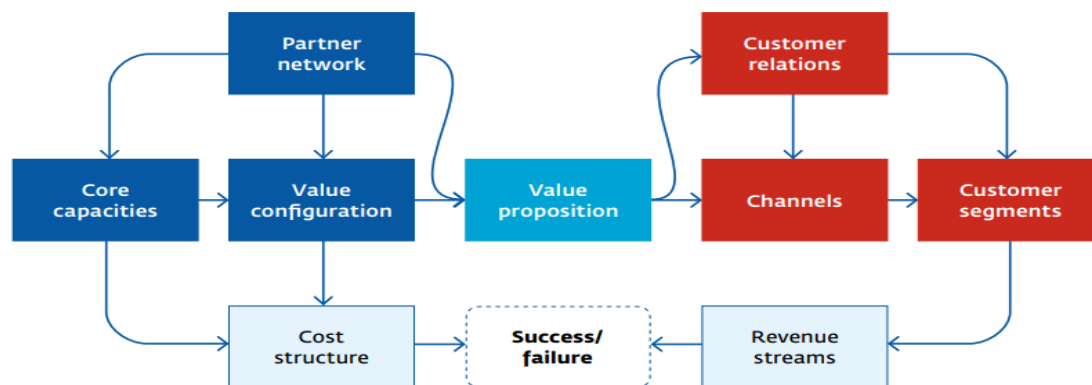 Partner
network
Customer
relations
Core
capacities
Value
configuration
Value
proposition
Channels
Customer
segments
Cost
structure
Success/
failure
Revenue
streams